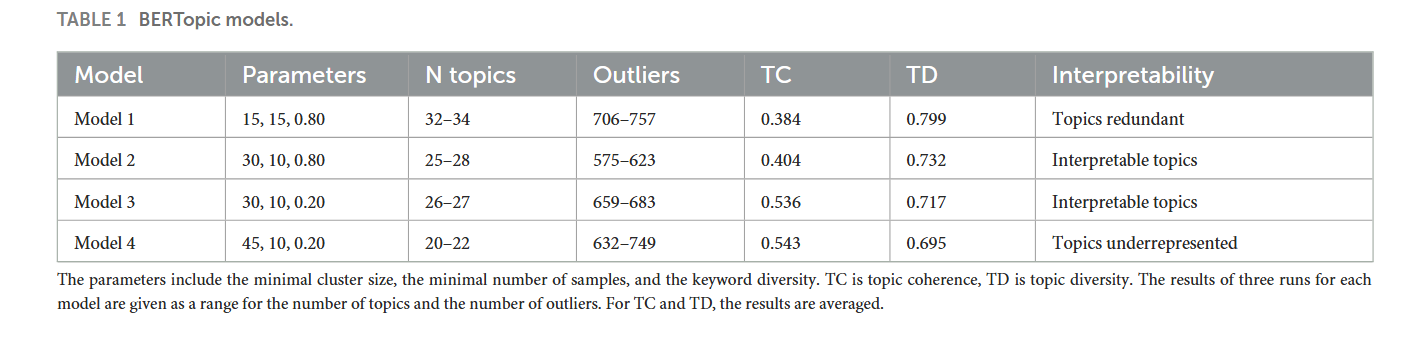 TABLE 1 BERTopic models.
Model Parameters N topics Outliers TC TD Interpretability
Model 1 15, 15, 0.80 32–34 706–757 0.384 0.799 Topics redundant
Model 2 30, 10, 0.80 25–28 575–623 0.404 0.732 Interpretable topics
Model 3 30, 10, 0.20 26–27 659–683 0.536 0.717 Interpretable topics
Model 4 45, 10, 0.20 20–22 632–749 0.543 0.695 Topics underrepresented
The parameters include the minimal cluster size, the minimal number of samples, and the keyword diversity. TC is topic coherence, TD is topic diversity. The results of three runs for each
model are given as a range for the number of topics and the number of outliers. For TC and TD, the results are averaged.